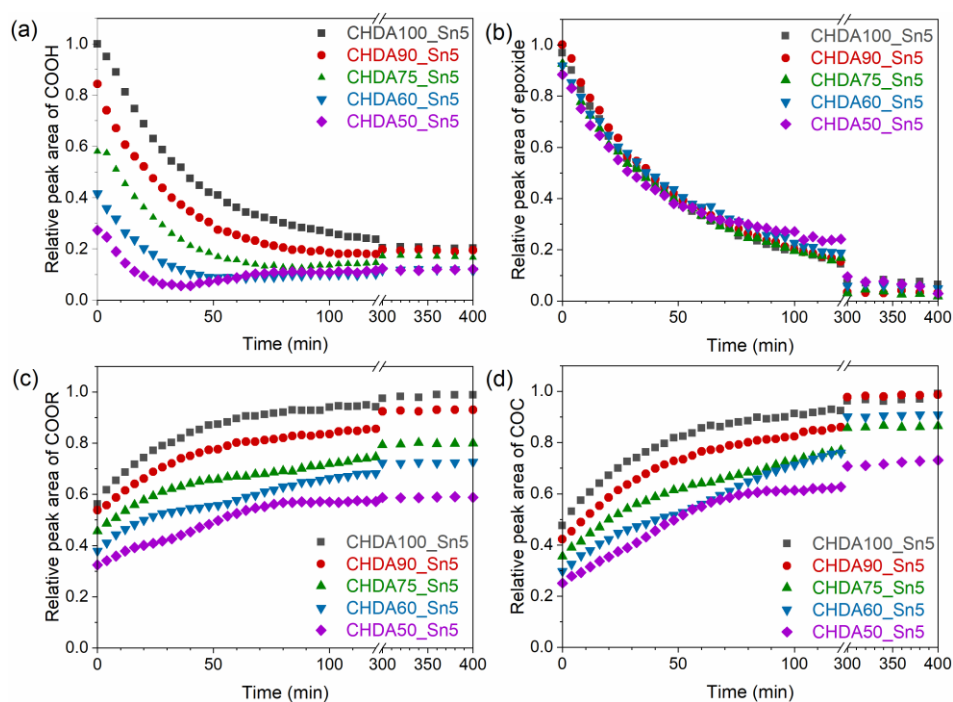 (a)
Relative peak area of COOH
1.0
0.8
0.6
0.4
0.2
0.0
CHDA100_Sn5
CHDA90_Sn5
CHDA75_Sn5
CHDA60_Sn5
CHDA50_Sn5
0 50 100 300 350 400
Time (min)
(b)
Relative peak area of epoxide
1.0
0.8
0.6
0.4
0.2
0.0
CHDA100_Sn5
CHDA90_Sn5
CHDA75_Sn5
CHDA60_Sn5
CHDA50_Sn5
0 50 100 300 350 400
Time (min)
(c)
Relative peak area of COOR
1.0
0.8
0.6
0.4
0.2
0.0
CHDA100_Sn5
CHDA90_Sn5
CHDA75_Sn5
CHDA60_Sn5
CHDA50_Sn5
0 50 100 300 350 400
Time (min)
(d)
Relative peak area of COC
1.0
0.8
0.6
0.4
0.2
0.0
CHDA100_Sn5
CHDA90_Sn5
CHDA75_Sn5
CHDA60_Sn5
CHDA50_Sn5
0 50 100 300 350 400
Time (min)